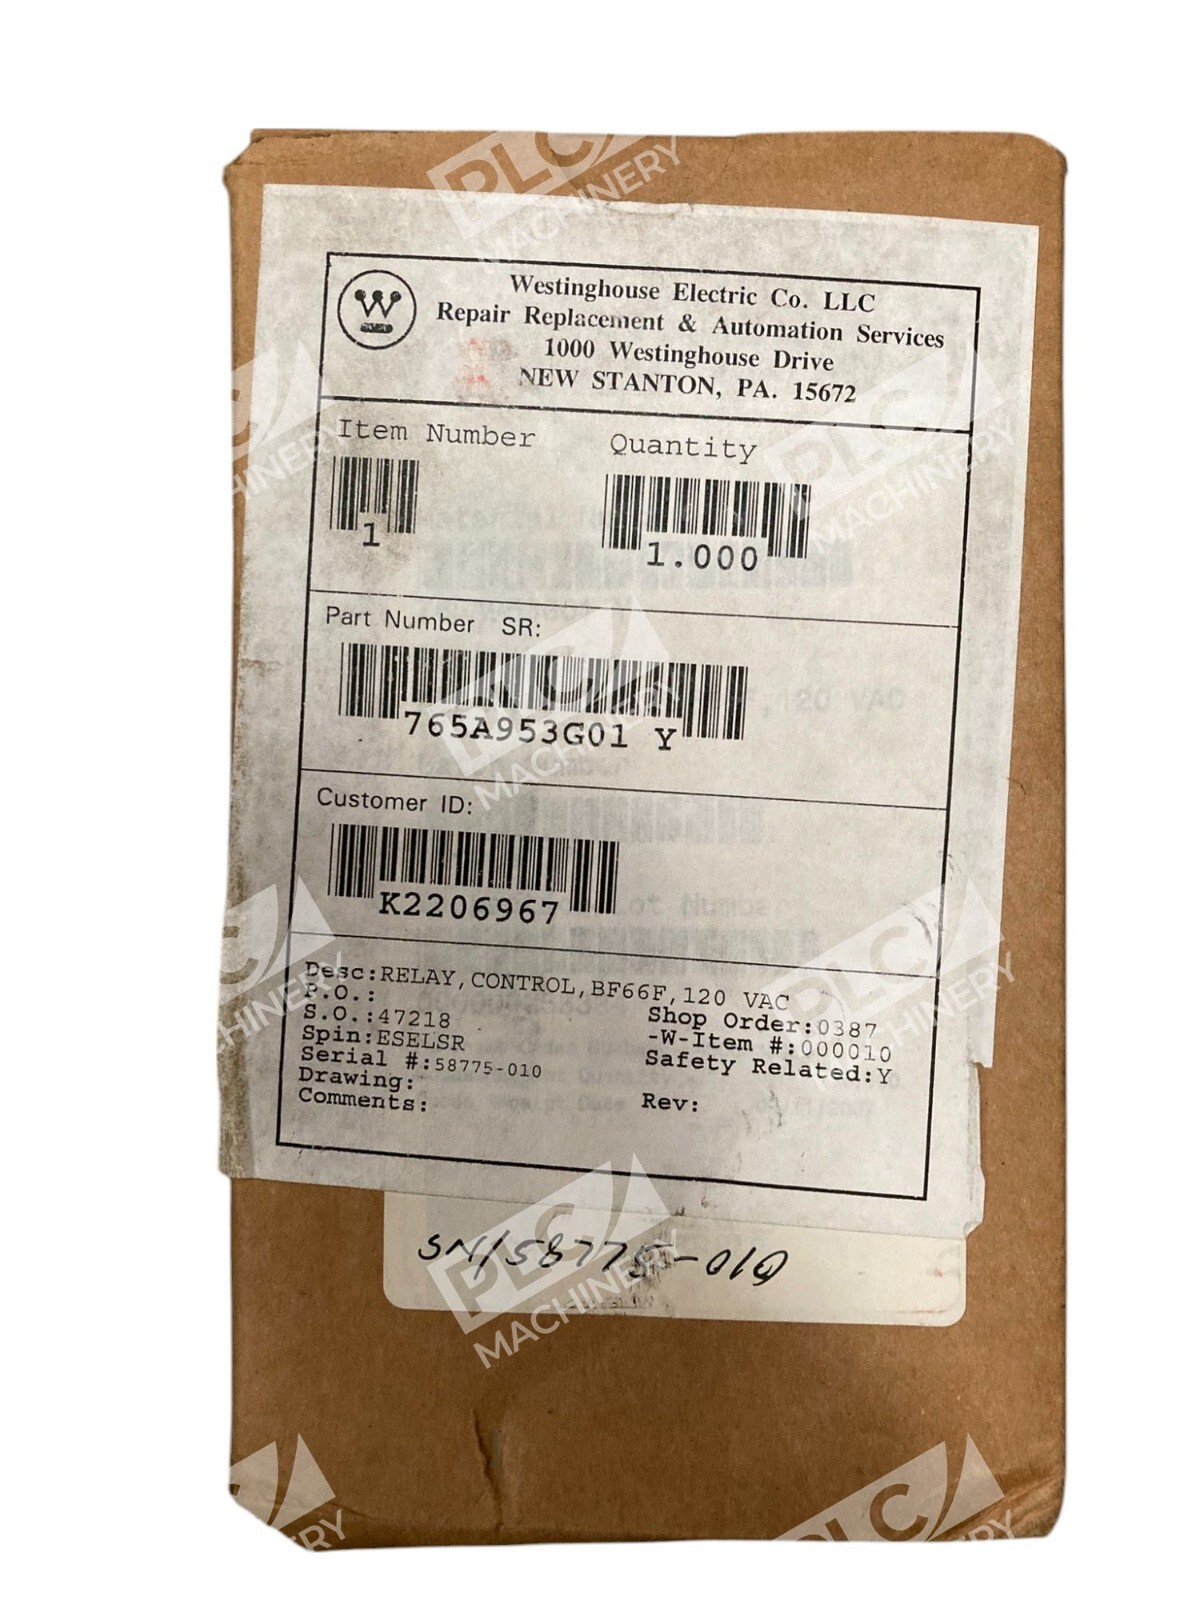 Westinghouse Electric Co. LLC
Repair Replacement & Automation Services
1000 Westinghouse Drive
NEW STANTON, PA. 15672
W
Item Number Quantity
1 1.000
Part Number SR:
765A953G01 Y
Customer ID:
K2206967
Desc:RELAY,CONTROL,BF66F,120 VAC
P.O.:
S.O.:47218 Shop Order:0387
Spin:ESELSR -W-Item #:000010
Serial #:58775-010 Safety Related:Y
Drawing:
Comments: Rev:
SN/58775-010
PLC MACHINERY